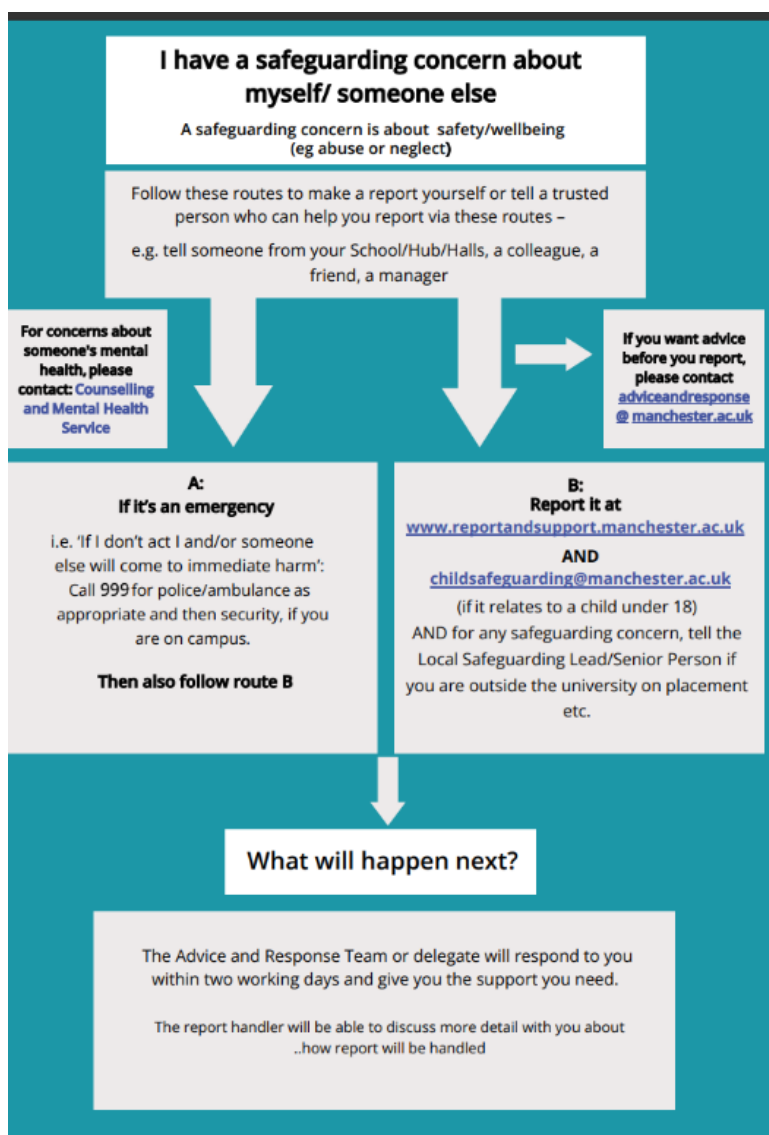 I have a safeguarding concern about
myself/ someone else
A safeguarding concern is about safety/wellbeing
(eg abuse or neglect)
Follow these routes to make a report yourself or tell a trusted
person who can help you report via these routes –
e.g. tell someone from your School/Hub/Halls, a colleague, a
friend, a manager
For concerns about
someone's mental
health, please
contact: Counselling
and Mental Health
Service
If you want advice
before you report,
please contact
adviceandresponse
@ manchester.ac.uk
A:
If it's an emergency
i.e. 'If I don't act I and/or someone
else will come to immediate harm':
Call 999 for police/ambulance as
appropriate and then security, if you
are on campus.
Then also follow route B
B:
Report it at
www.reportandsupport.manchester.ac.uk
AND
childsafeguarding@manchester.ac.uk
(if it relates to a child under 18)
AND for any safeguarding concern, tell the
Local Safeguarding Lead/Senior Person if
you are outside the university on placement
etc.
What will happen next?
The Advice and Response Team or delegate will respond to you
within two working days and give you the support you need.
The report handler will be able to discuss more detail with you about
..how report will be handled